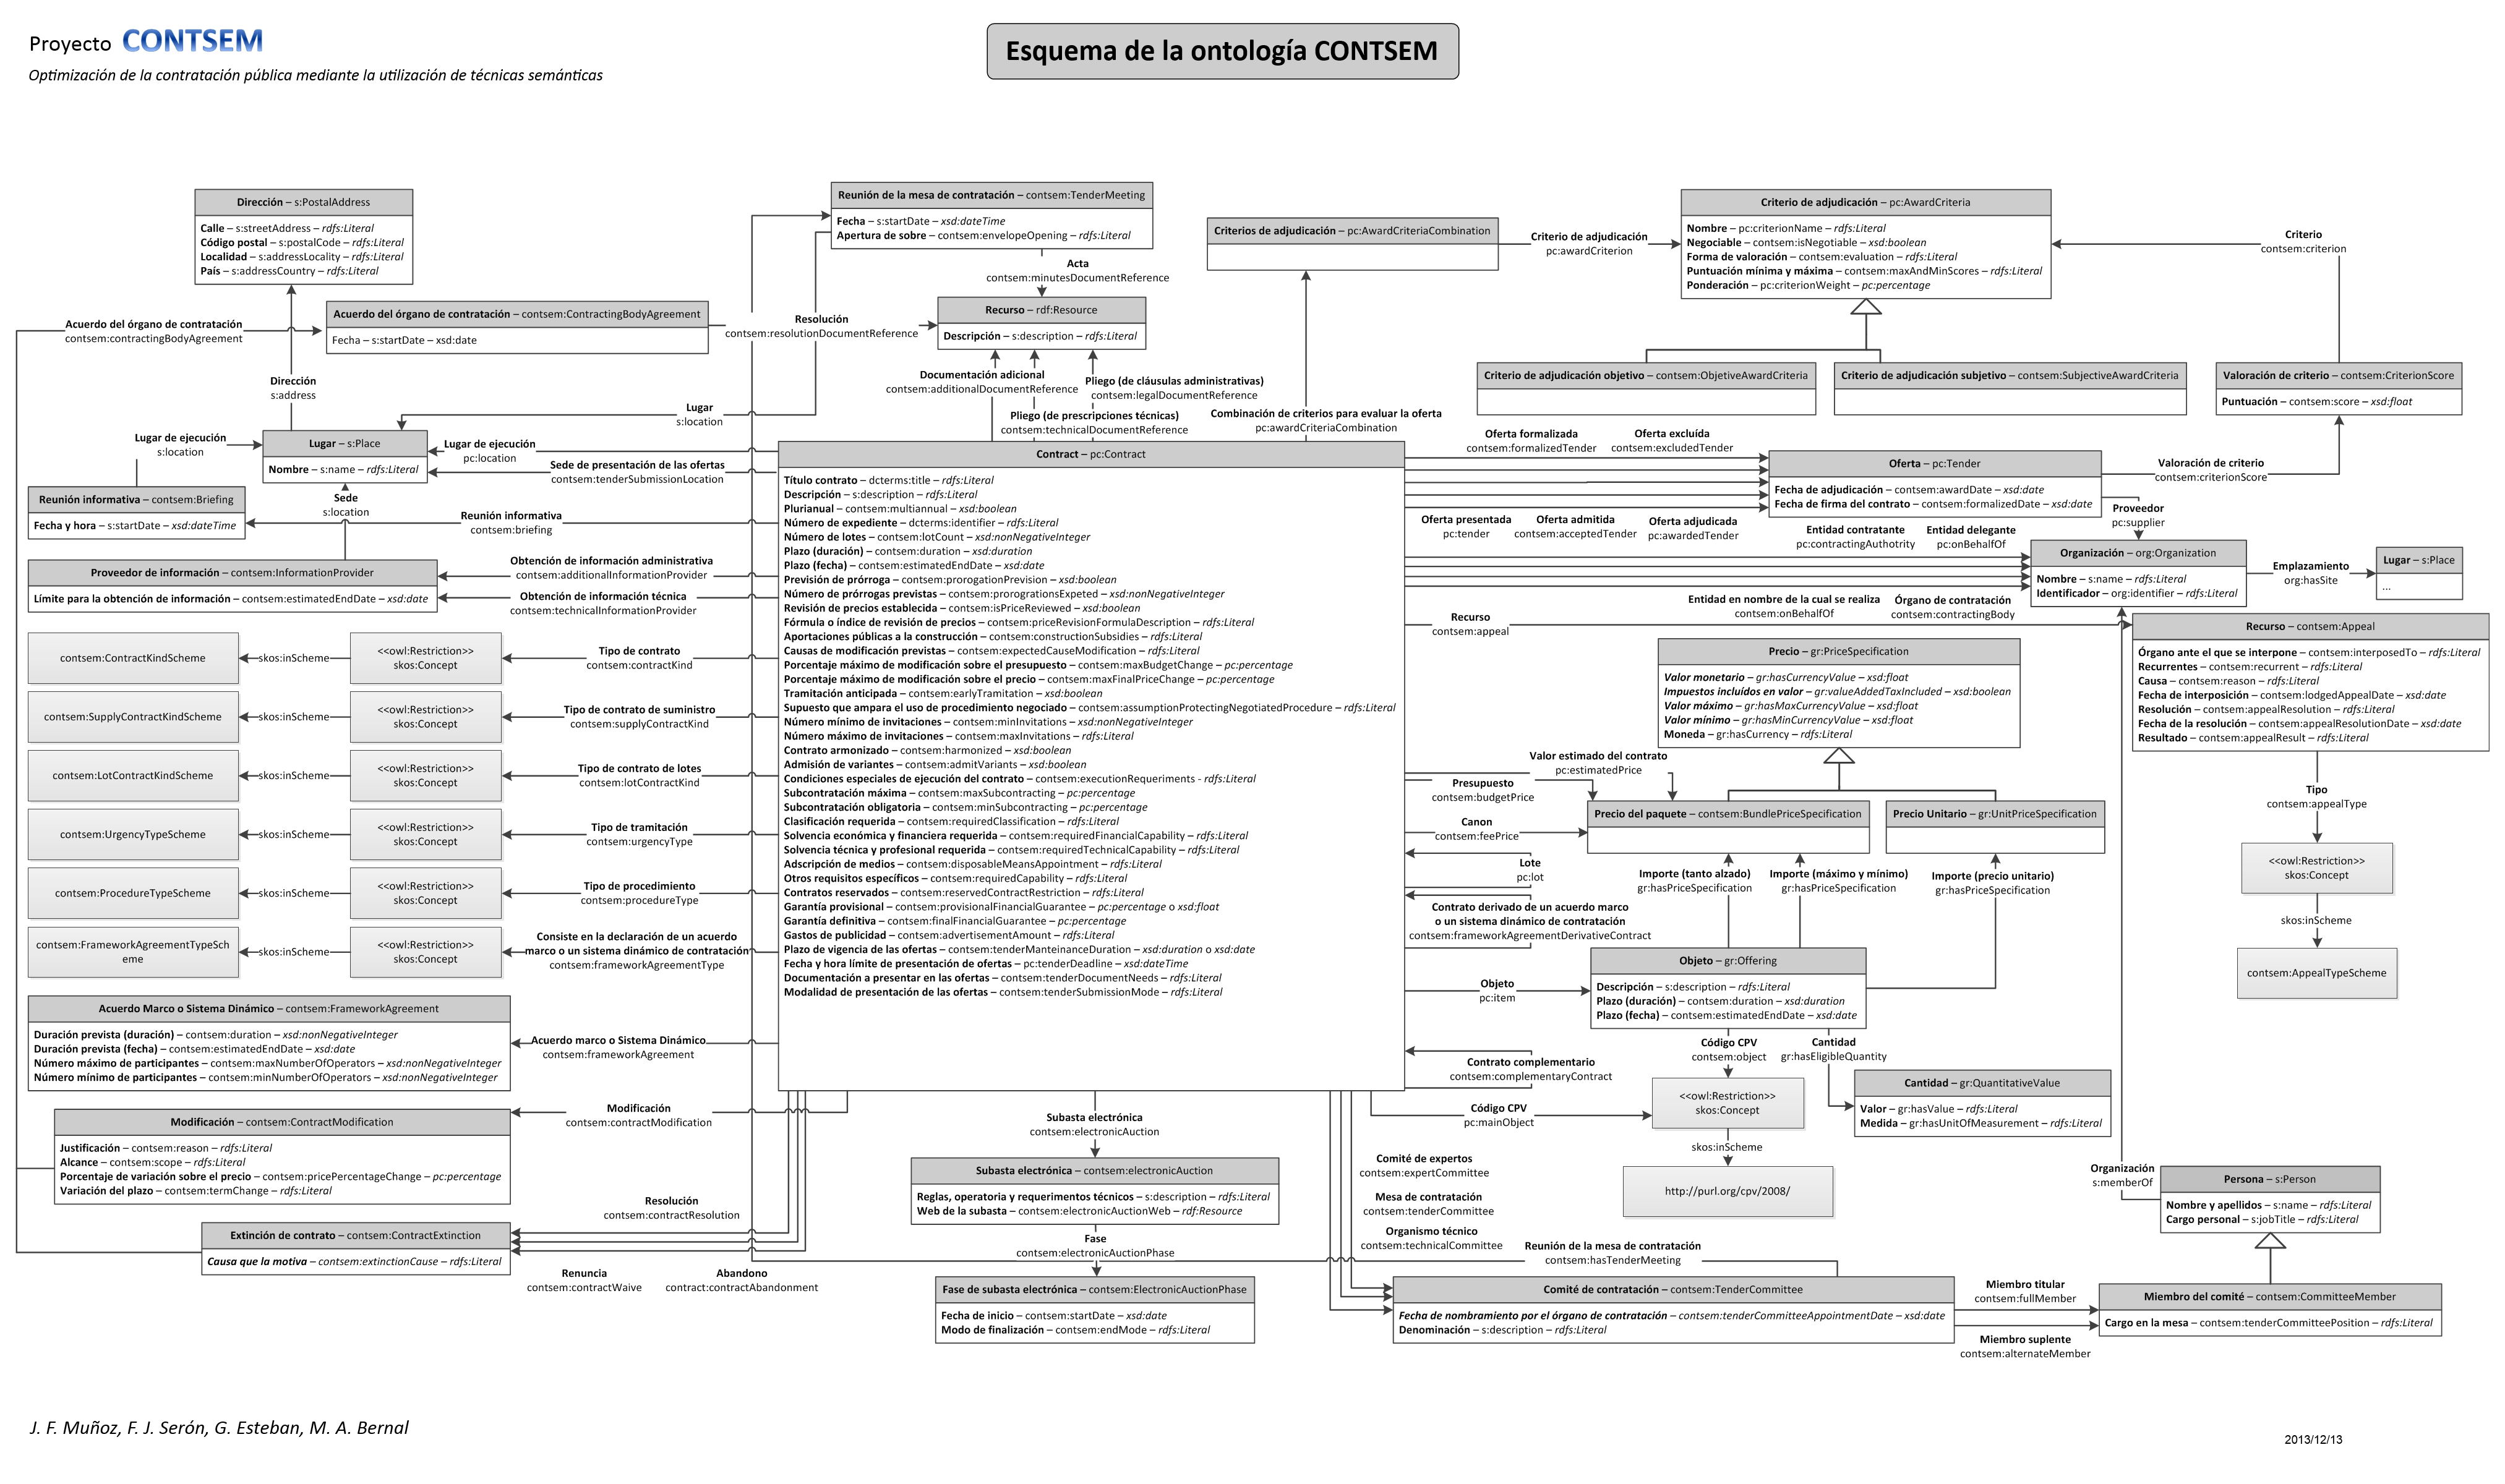 Proyecto CONTSEM
Optimización de la contratación pública mediante la utilización de técnicas semánticas
Esquema de la ontología CONTSEM
Dirección – s:PostalAddress
Calle – s:streetAddress – rdfs:Literal
Código postal – s:postalCode – rdfs:Literal
Localidad – s:addressLocality – rdfs:Literal
País – s:addressCountry – rdfs:Literal
Reunión de la mesa de contratación – contsem:TenderMeeting
Fecha – s:startDate – xsd:dateTime
Apertura de sobre – contsem:envelopeOpening – rdfs:Literal
Criterios de adjudicación – pc:AwardCriteriaCombination
Criterio de adjudicación
pc:awardCriterion
Criterio de adjudicación – pc:AwardCriteria
Nombre – pc:criterionName – rdfs:Literal
Negociable – contsem:isNegotiable – xsd:boolean
Forma de valoración – contsem:evaluation – rdfs:Literal
Puntuación mínima y máxima – contsem:maxAndMinScores – rdfs:Literal
Ponderación – pc:criterionWeight – pc:percentage
Criterio
contsem:criterion
Acta
contsem:minutesDocumentReference
Acuerdo del órgano de contratación
contsem:contractingBodyAgreement
Acuerdo del órgano de contratación – contsem:ContractingBodyAgreement
Fecha – s:startDate – xsd:date
Resolución
contsem:resolutionDocumentReference
Recurso – rdf:Resource
Descripción – s:description – rdfs:Literal
Dirección
s:address
Documentación adicional
contsem:additionalDocumentReference
Pliego (de cláusulas administrativas)
contsem:legalDocumentReference
Pliego (de prescripciones técnicas)
contsem:technicalDocumentReference
Combinación de criterios para evaluar la oferta
pc:awardCriteriaCombination
Criterio de adjudicación objetivo – contsem:ObjetiveAwardCriteria
Criterio de adjudicación subjetivo – contsem:SubjectiveAwardCriteria
Valoración de criterio – contsem:CriterionScore
Puntuación – contsem:score – xsd:float
Lugar
s:location
Lugar de ejecución
s:location
Lugar – s:Place
Nombre – s:name – rdfs:Literal
Lugar de ejecución
pc:location
Sede de presentación de las ofertas
contsem:tenderSubmissionLocation
Reunión informativa – contsem:Briefing
Fecha y hora – s:startDate – xsd:dateTime
Sede
s:location
Reunión informativa
contsem:briefing
Proveedor de información – contsem:InformationProvider
Límite para la obtención de información – contsem:estimatedEndDate – xsd:date
Obtención de información administrativa
contsem:additionalInformationProvider
Obtención de información técnica
contsem:technicalInformationProvider
contsem:ContractKindScheme
skos:inScheme
<<owl:Restriction>>
skos:Concept
Tipo de contrato
contsem:contractKind
contsem:SupplyContractKindScheme
skos:inScheme
<<owl:Restriction>>
skos:Concept
Tipo de contrato de suministro
contsem:supplyContractKind
contsem:LotContractKindScheme
skos:inScheme
<<owl:Restriction>>
skos:Concept
Tipo de contrato de lotes
contsem:lotContractKind
contsem:UrgencyTypeScheme
skos:inScheme
<<owl:Restriction>>
skos:Concept
Tipo de tramitación
contsem:urgencyType
contsem:ProcedureTypeScheme
skos:inScheme
<<owl:Restriction>>
skos:Concept
Tipo de procedimiento
contsem:procedureType
contsem:FrameworkAgreementTypeSch
eme
skos:inScheme
<<owl:Restriction>>
skos:Concept
Consiste en la declaración de un acuerdo
marco o un sistema dinámico de contratación
contsem:frameworkAgreementType
Acuerdo Marco o Sistema Dinámico – contsem:FrameworkAgreement
Duración prevista (duración) – contsem:duration – xsd:nonNegativeInteger
Duración prevista (fecha) – contsem:estimatedEndDate – xsd:date
Número máximo de participantes – contsem:maxNumberOfOperators – xsd:nonNegativeInteger
Número mínimo de participantes – contsem:minNumberOfOperators – xsd:nonNegativeInteger
Acuerdo marco o Sistema Dinámico
contsem:frameworkAgreement
Modificación – contsem:ContractModification
Justificación – contsem:reason – rdfs:Literal
Alcance – contsem:scope – rdfs:Literal
Porcentaje de variación sobre el precio – contsem:pricePercentageChange – pc:percentage
Variación del plazo – contsem:termChange – rdfs:Literal
Modificación
contsem:contractModification
Resolución
contsem:contractResolution
Extinción de contrato – contsem:ContractExtinction
Causa que la motiva – contsem:extinctionCause – rdfs:Literal
Renuncia
contsem:contractWaive
Abandono
contract:contractAbandonment
Contract – pc:Contract
Título contrato – dcterms:title – rdfs:Literal
Descripción – s:description – rdfs:Literal
Plurianual – contsem:multiannual – xsd:boolean
Número de expediente – dcterms:identifier – rdfs:Literal
Número de lotes – contsem:lotCount – xsd:nonNegativeInteger
Plazo (duración) – contsem:duration – xsd:duration
Plazo (fecha) – contsem:estimatedEndDate – xsd:date
Previsión de prórroga – contsem:prorogationPrevision – xsd:boolean
Número de prórrogas previstas – contsem:prorogrationsExpeted – xsd:nonNegativeInteger
Revisión de precios establecida – contsem:isPriceReviewed – xsd:boolean
Fórmula o índice de revisión de precios – contsem:priceRevisionFormulaDescription – rdfs:Literal
Aportaciones públicas a la construcción – contsem:constructionSubsidies – rdfs:Literal
Causas de modificación previstas – contsem:expectedCauseModification – rdfs:Literal
Porcentaje máximo de modificación sobre el presupuesto – contsem:maxBudgetChange – pc:percentage
Porcentaje máximo de modificación sobre el precio – contsem:maxFinalPriceChange – pc:percentage
Tramitación anticipada – contsem:earlyTramitation – xsd:boolean
Supuesto que ampara el uso de procedimiento negociado – contsem:assumptionProtectingNegotiatedProcedure – rdfs:Literal
Número mínimo de invitaciones – contsem:minInvitations – xsd:nonNegativeInteger
Número máximo de invitaciones – contsem:maxInvitations – rdfs:Literal
Contrato armonizado – contsem:harmonized – xsd:boolean
Admisión de variantes – contsem:admitVariants – xsd:boolean
Condiciones especiales de ejecución del contrato – contsem:executionRequeriments - rdfs:Literal
Subcontratación máxima – contsem:maxSubcontracting – pc:percentage
Subcontratación obligatoria – contsem:minSubcontracting – pc:percentage
Clasificación requerida – contsem:requiredClassification – rdfs:Literal
Solvencia económica y financiera requerida – contsem:requiredFinancialCapability – rdfs:Literal
Solvencia técnica y profesional requerida – contsem:requiredTechnicalCapability – rdfs:Literal
Adscripción de medios – contsem:disposableMeansAppointment – rdfs:Literal
Otros requisitos específicos – contsem:requiredCapability – rdfs:Literal
Contratos reservados – contsem:reservedContractRestriction – rdfs:Literal
Garantía provisional – contsem:provisionalFinancialGuarantee – pc:percentage o xsd:float
Garantía definitiva – contsem:finalFinancialGuarantee – pc:percentage
Gastos de publicidad – contsem:advertisementAmount – rdfs:Literal
Plazo de vigencia de las ofertas – contsem:tenderManteinanceDuration – xsd:duration o xsd:date
Fecha y hora límite de presentación de ofertas – pc:tenderDeadline – xsd:dateTime
Documentación a presentar en las ofertas – contsem:tenderDocumentNeeds – rdfs:Literal
Modalidad de presentación de las ofertas – contsem:tenderSubmissionMode – rdfs:Literal
Subasta electrónica
contsem:electronicAuction
Subasta electrónica – contsem:electronicAuction
Reglas, operatoria y requerimentos técnicos – s:description – rdfs:Literal
Web de la subasta – contsem:electronicAuctionWeb – rdf:Resource
Fase
contsem:electronicAuctionPhase
Fase de subasta electrónica – contsem:ElectronicAuctionPhase
Fecha de inicio – contsem:startDate – xsd:date
Modo de finalización – contsem:endMode – rdfs:Literal
Oferta formalizada
contsem:formalizedTender
Oferta excluída
contsem:excludedTender
Oferta – pc:Tender
Fecha de adjudicación – contsem:awardDate – xsd:date
Fecha de firma del contrato – contsem:formalizedDate – xsd:date
Valoración de criterio
contsem:criterionScore
Oferta presentada
pc:tender
Oferta admitida
contsem:acceptedTender
Oferta adjudicada
pc:awardedTender
Entidad contratante
pc:contractingAuthotrity
Entidad delegante
pc:onBehalfOf
Proveedor
pc:supplier
Organización – org:Organization
Nombre – s:name – rdfs:Literal
Identificador – org:identifier – rdfs:Literal
Emplazamiento
org:hasSite
Lugar – s:Place
...
Entidad en nombre de la cual se realiza
contsem:onBehalfOf
Órgano de contratación
contsem:contractingBody
Recurso
contsem:appeal
Recurso – contsem:Appeal
Órgano ante el que se interpone – contsem:interposedTo – rdfs:Literal
Recurrentes – contsem:recurrent – rdfs:Literal
Causa – contsem:reason – rdfs:Literal
Fecha de interposición – contsem:lodgedAppealDate – xsd:date
Resolución – contsem:appealResolution – rdfs:Literal
Fecha de la resolución – contsem:appealResolutionDate – xsd:date
Resultado – contsem:appealResult – rdfs:Literal
Tipo
contsem:appealType
<<owl:Restriction>>
skos:Concept
skos:inScheme
contsem:AppealTypeScheme
Precio – gr:PriceSpecification
Valor monetario – gr:hasCurrencyValue – xsd:float
Impuestos incluídos en valor – gr:valueAddedTaxIncluded – xsd:boolean
Valor máximo – gr:hasMaxCurrencyValue – xsd:float
Valor mínimo – gr:hasMinCurrencyValue – xsd:float
Moneda – gr:hasCurrency – rdfs:Literal
Valor estimado del contrato
pc:estimatedPrice
Presupuesto
contsem:budgetPrice
Canon
contsem:feePrice
Precio del paquete – contsem:BundlePriceSpecification
Precio Unitario – gr:UnitPriceSpecification
Lote
pc:lot
Importe (tanto alzado)
gr:hasPriceSpecification
Importe (máximo y mínimo)
gr:hasPriceSpecification
Importe (precio unitario)
gr:hasPriceSpecification
Contrato derivado de un acuerdo marco
o un sistema dinámico de contratación
contsem:frameworkAgreementDerivativeContract
Objeto
pc:item
Objeto – gr:Offering
Descripción – s:description – rdfs:Literal
Plazo (duración) – contsem:duration – xsd:duration
Plazo (fecha) – contsem:estimatedEndDate – xsd:date
Código CPV
contsem:object
Cantidad
gr:hasEligibleQuantity
Contrato complementario
contsem:complementaryContract
Código CPV
pc:mainObject
<<owl:Restriction>>
skos:Concept
skos:inScheme
http://purl.org/cpv/2008/
Cantidad – gr:QuantitativeValue
Valor – gr:hasValue – rdfs:Literal
Medida – gr:hasUnitOfMeasurement – rdfs:Literal
Comité de expertos
contsem:expertCommittee
Mesa de contratación
contsem:tenderCommittee
Organismo técnico
contsem:technicalCommittee
Reunión de la mesa de contratación
contsem:hasTenderMeeting
Comité de contratación – contsem:TenderCommittee
Fecha de nombramiento por el órgano de contratación – contsem:tenderCommitteeAppointmentDate – xsd:date
Denominación – s:description – rdfs:Literal
Organización
s:memberOf
Persona – s:Person
Nombre y apellidos – s:name – rdfs:Literal
Cargo personal – s:jobTitle – rdfs:Literal
Miembro titular
contsem:fullMember
Miembro suplente
contsem:alternateMember
Miembro del comité – contsem:CommitteeMember
Cargo en la mesa – contsem:tenderCommitteePosition – rdfs:Literal
J. F. Muñoz, F. J. Serón, G. Esteban, M. A. Bernal
2013/12/13